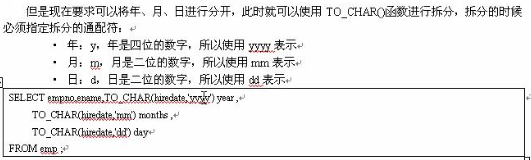 但是现在要求可以将年、月、日进行分开，此时就可以使用 TO_CHAR()函数进行拆分，拆分的时候
必须指定拆分的通配符：
• 年：y，年是四位的数字，所以使用 yyyy 表示
• 月：m，月是二位的数字，所以使用 mm 表示
• 日：d，日是二位的数字，所以使用 dd 表示
SELECT empno,ename,TO_CHAR(hiredate,'yyyy') year ,
TO_CHAR(hiredate,'mm') months ,
TO_CHAR(hiredate,'dd') day
FROM emp ;